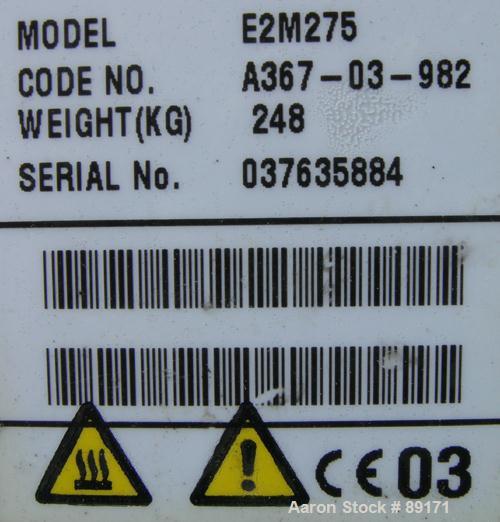 MODEL E2M275
CODE NO. A367-03-982
WEIGHT(KG) 248
SERIAL No. 037635884
CE 03
Aaron Stock # 89171